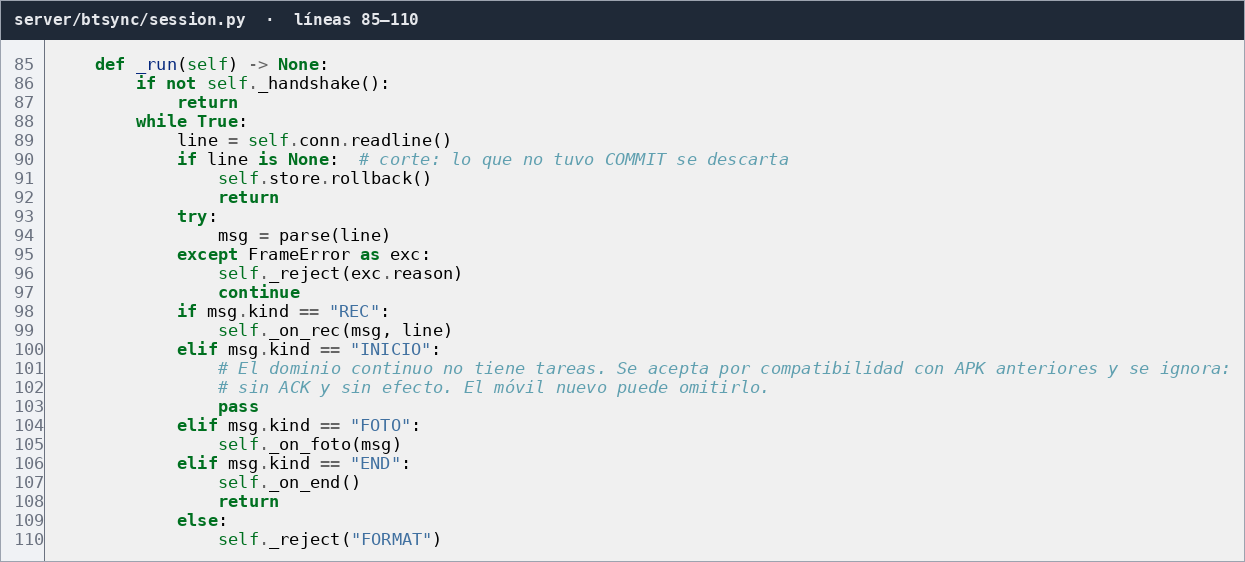 server/btsync/session.py · líneas 85–110
85     def _run(self) -> None:
86         if not self._handshake():
87             return
88         while True:
89             line = self.conn.readline()
90             if line is None:  # corte: lo que no tuvo COMMIT se descarta
91                 self.store.rollback()
92                 return
93             try:
94                 msg = parse(line)
95             except FrameError as exc:
96                 self._reject(exc.reason)
97                 continue
98             if msg.kind == "REC":
99                 self._on_rec(msg, line)
100             elif msg.kind == "INICIO":
101                 # El dominio continuo no tiene tareas. Se acepta por compatibilidad con APK anteriores y se ignora:
102                 # sin ACK y sin efecto. El móvil nuevo puede omitirlo.
103                 pass
104             elif msg.kind == "FOTO":
105                 self._on_foto(msg)
106             elif msg.kind == "END":
107                 self._on_end()
108                 return
109             else:
110                 self._reject("FORMAT")